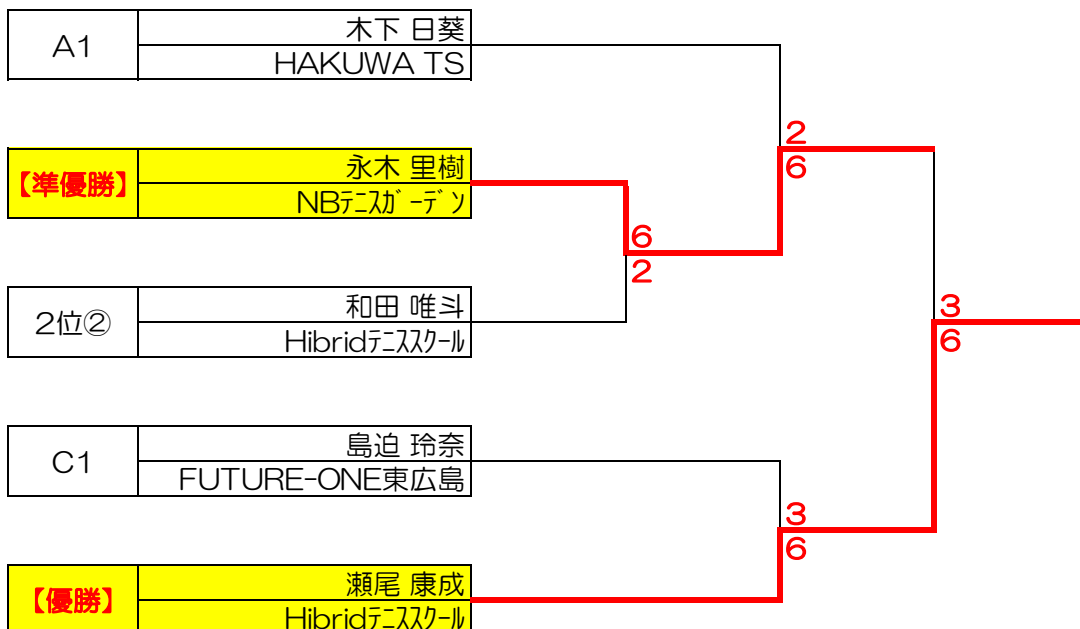 A1
木下 日葵
HAKUWA TS
2
6
【準優勝】
永木 里樹
NBﾃﾆｽｶﾞｰﾃﾞﾝ
6
2
2位②
和田 唯斗
Hibridﾃﾆｽｽｸｰﾙ
3
6
C1
島迫 玲奈
FUTURE-ONE東広島
3
6
【優勝】
瀬尾 康成
Hibridﾃﾆｽｽｸｰﾙ